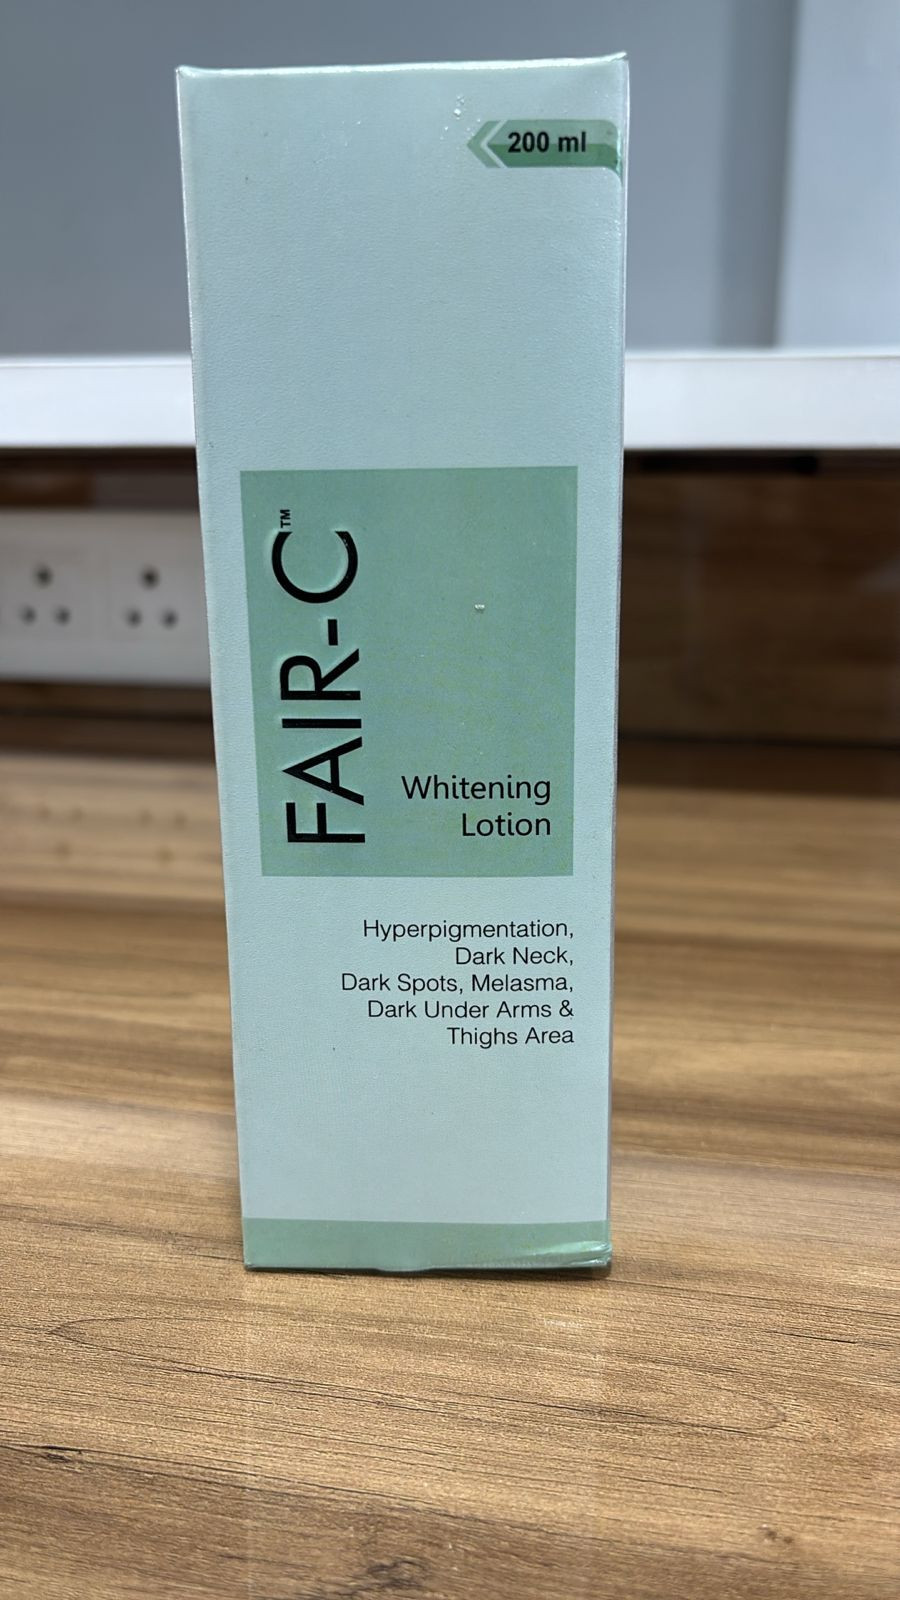 200 ml
FAIR-C™
Whitening
Lotion
Hyperpigmentation,
Dark Neck,
Dark Spots, Melasma,
Dark Under Arms &
Thighs Area